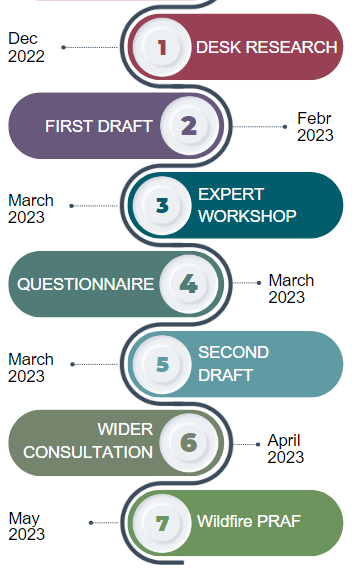 Dec
2022
1
DESK RESEARCH
FIRST DRAFT
2
Febr
2023
March
2023
3
EXPERT
WORKSHOP
QUESTIONNAIRE
4
March
2023
March
2023
5
SECOND
DRAFT
WIDER
CONSULTATION
6
April
2023
May
2023
7
Wildfire PRAF